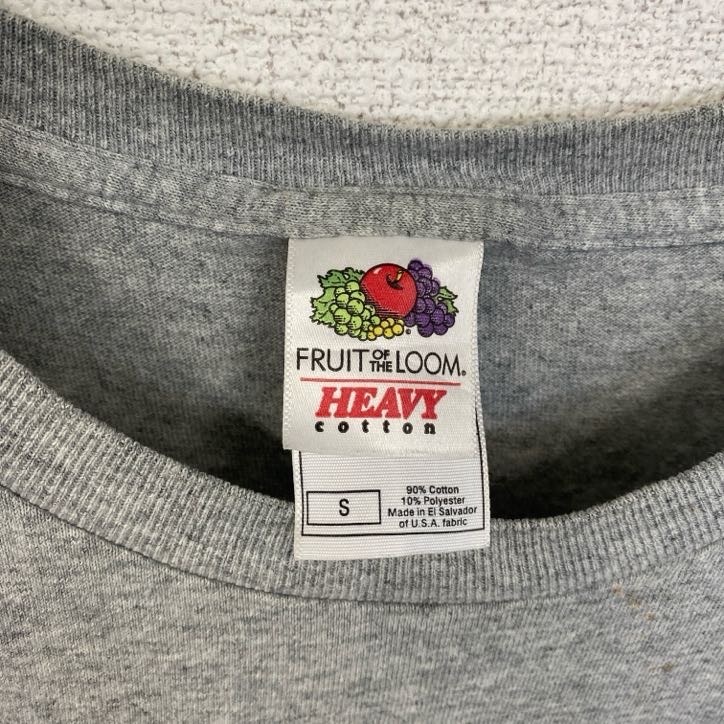 FRUIT OF THE LOOM®
HEAVY
cotton
S
90% Cotton
10% Polyester
Made in El Salvador
of U.S.A. fabric